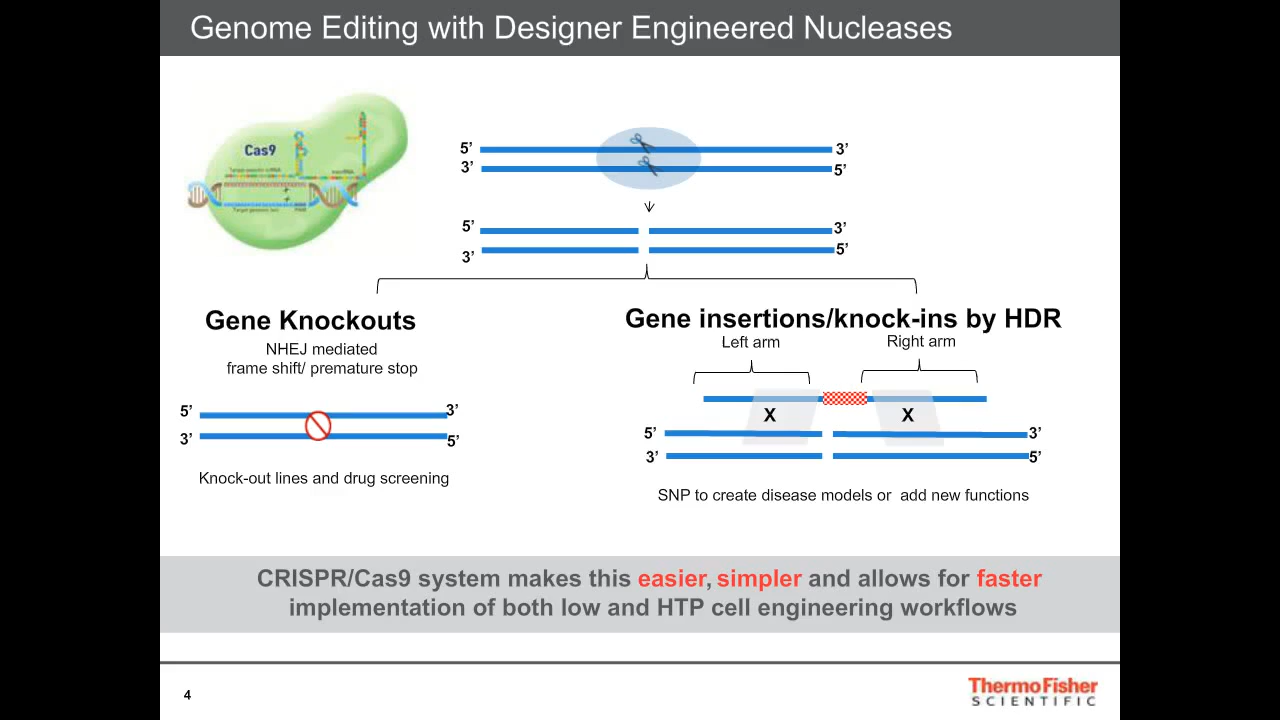 Genome Editing with Designer Engineered Nucleases
Cas9
5’
3’
3’
5’
5’
3’
3’
5’
Gene Knockouts
NHEJ mediated
frame shift/ premature stop
5’
3’
3’
5’
Knock-out lines and drug screening
Gene insertions/knock-ins by HDR
Left arm
Right arm
X
X
5’
3’
3’
5’
SNP to create disease models or add new functions
CRISPR/Cas9 system makes this easier, simpler and allows for faster
implementation of both low and HTP cell engineering workflows
4
ThermoFisher
SCIENTIFIC